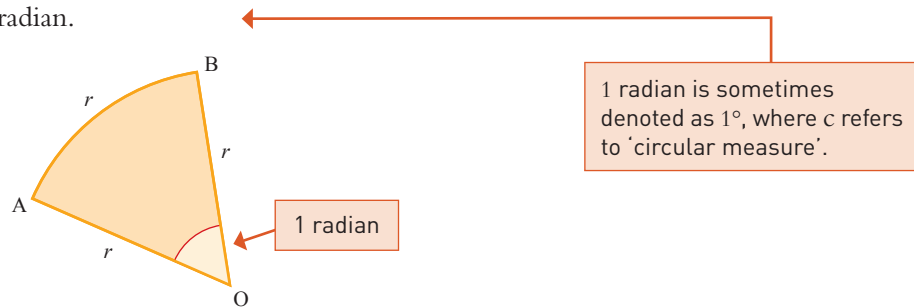 radian.
B
r
1 radian is sometimes
denoted as 1°, where c refers
to ‘circular measure’.
r
A
1 radian
r
O